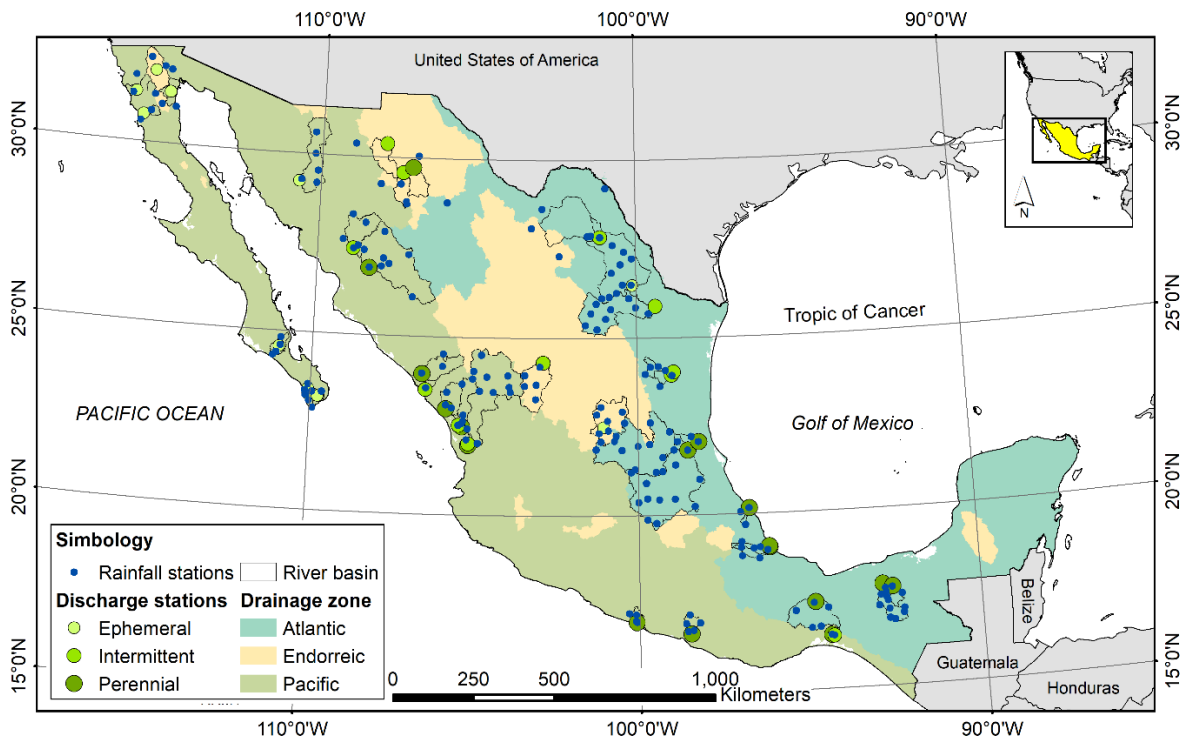 110°0'W 100°0'W 90°0'W
United States of America
N
30°0'N 30°0'N
25°0'N 25°0'N
Tropic of Cancer
PACIFIC OCEAN
Golf of Mexico
20°0'N 20°0'N
Simbology
Rainfall stations River basin
Discharge stations Drainage zone
Ephemeral Atlantic
Intermittent Endorreic
Perennial Pacific
Belize
Guatemala
Honduras
15°0'N 15°0'N
0 250 500 1,000
Kilometers
110°0'W 100°0'W 90°0'W